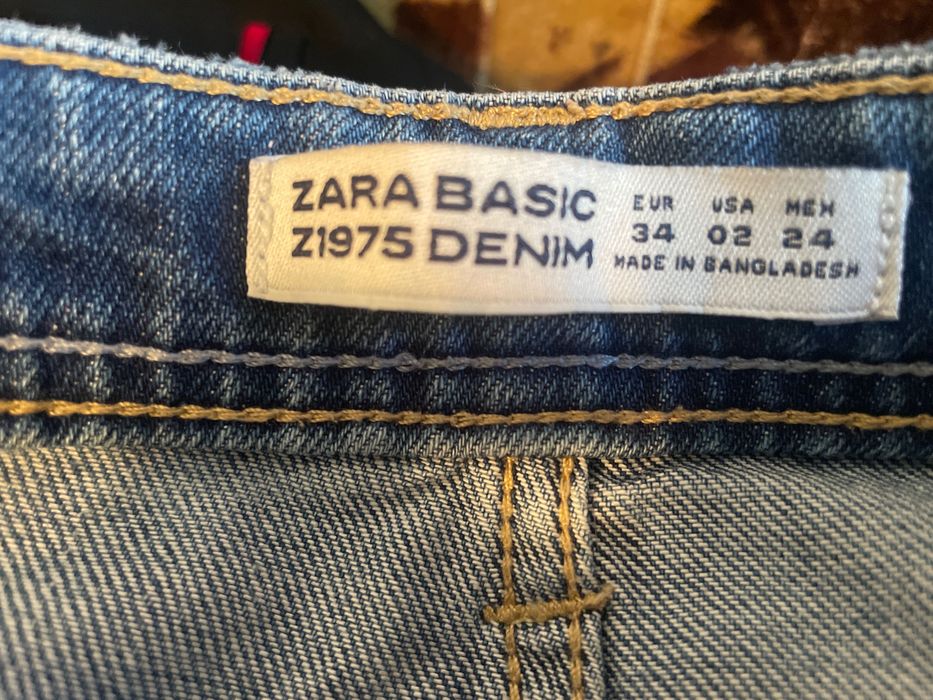 ZARA BASIC
Z1975 DENIM
EUR USA MEX
34 02 24
MADE IN BANGLADESH